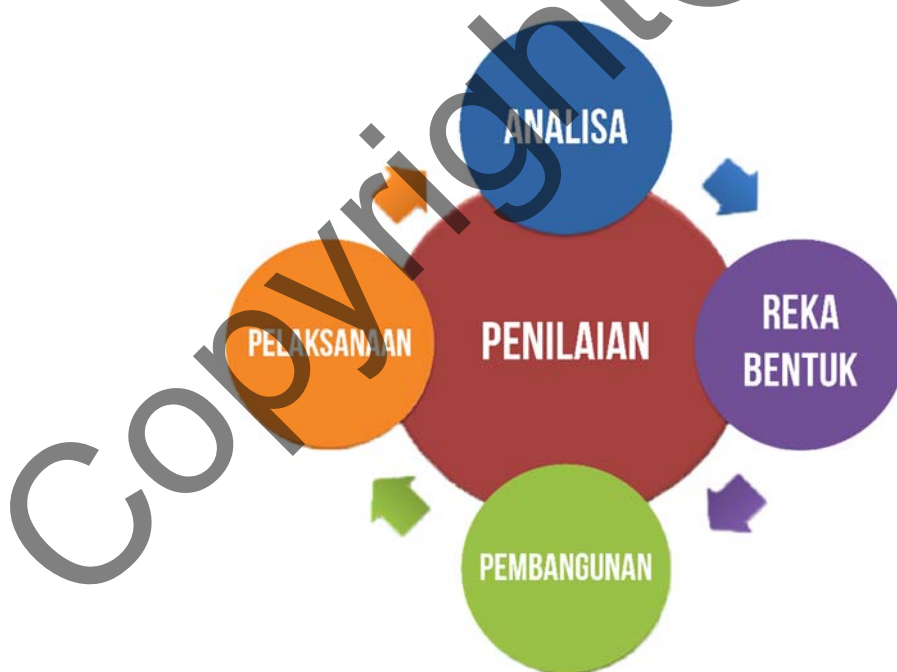 Copyright
ANALISA
PELAKSANAAN
PENILAIAN
REKA
BENTUK
PEMBANGUNAN